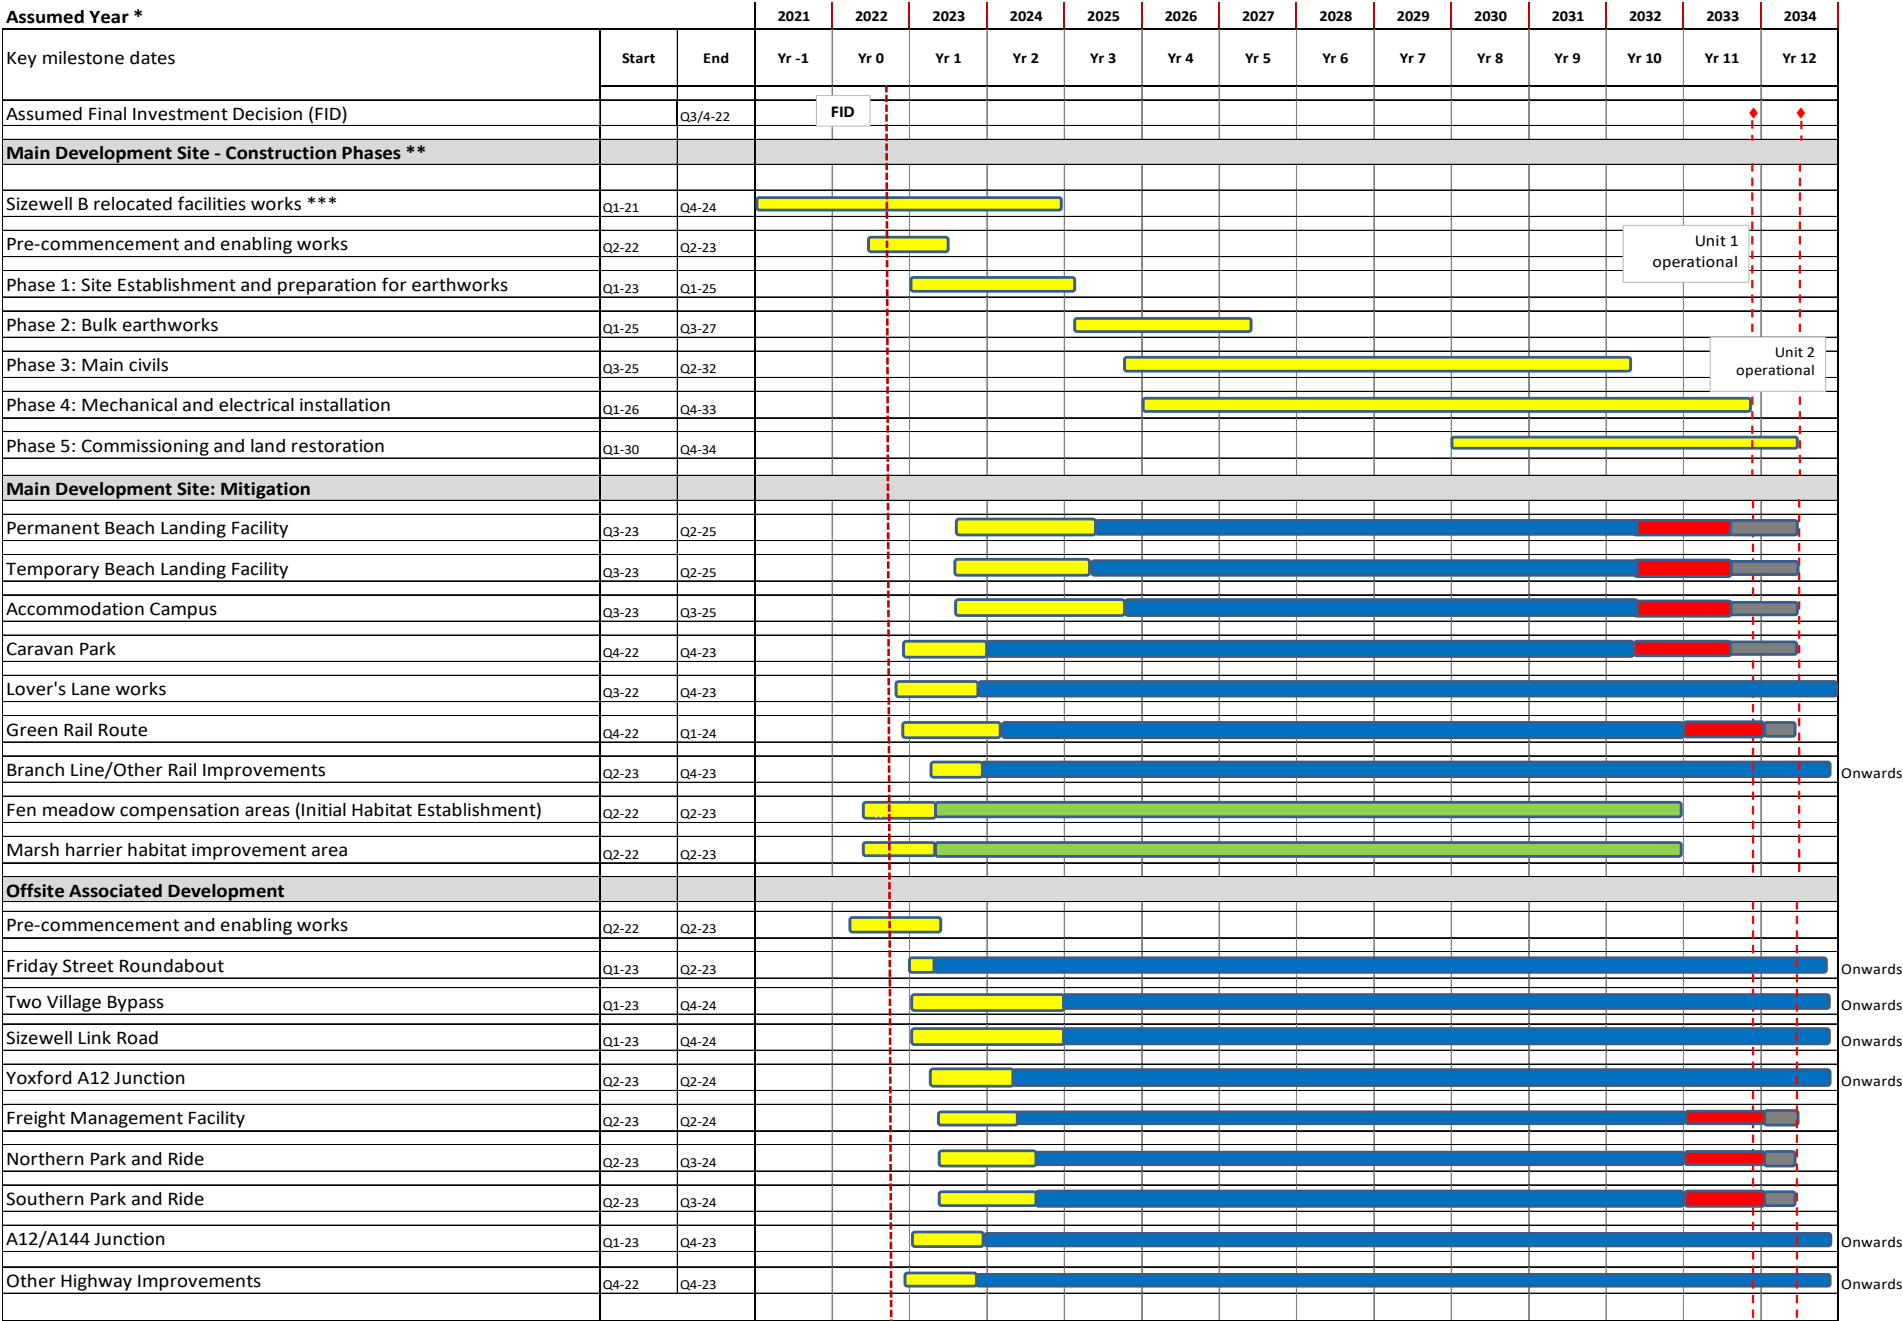 Assumed Year * 2021 2022 2023 2024 2025 2026 2027 2028 2029 2030 2031 2032 2033 2034
Key milestone dates Start End Yr -1 Yr 0 Yr 1 Yr 2 Yr 3 Yr 4 Yr 5 Yr 6 Yr 7 Yr 8 Yr 9 Yr 10 Yr 11 Yr 12
Assumed Final Investment Decision (FID) Q3/4-22 FID
Main Development Site - Construction Phases **
Sizewell B relocated facilities works *** Q1-21 Q4-24
Pre-commencement and enabling works Q2-22 Q2-23
Unit 1
operational
Phase 1: Site Establishment and preparation for earthworks Q1-23 Q1-25
Phase 2: Bulk earthworks Q1-25 Q3-27
Unit 2
operational
Phase 3: Main civils Q3-25 Q2-32
Phase 4: Mechanical and electrical installation Q1-26 Q4-33
Phase 5: Commissioning and land restoration Q1-30 Q4-34
Main Development Site: Mitigation
Permanent Beach Landing Facility Q3-23 Q2-25
Temporary Beach Landing Facility Q3-23 Q2-25
Accommodation Campus Q3-23 Q3-25
Caravan Park Q4-22 Q4-23
Lover's Lane works Q3-22 Q4-23
Green Rail Route Q4-22 Q1-24
Branch Line/Other Rail Improvements Q2-23 Q4-23 Onwards
Fen meadow compensation areas (Initial Habitat Establishment) Q2-22 Q2-23
Marsh harrier habitat improvement area Q2-22 Q2-23
Offsite Associated Development
Pre-commencement and enabling works Q2-22 Q2-23
Friday Street Roundabout Q1-23 Q2-23 Onwards
Two Village Bypass Q1-23 Q4-24 Onwards
Sizewell Link Road Q1-23 Q4-24 Onwards
Yoxford A12 Junction Q2-23 Q2-24 Onwards
Freight Management Facility Q2-23 Q2-24
Northern Park and Ride Q2-23 Q3-24
Southern Park and Ride Q2-23 Q3-24
A12/A144 Junction Q1-23 Q4-23 Onwards
Other Highway Improvements Q4-22 Q4-23 Onwards